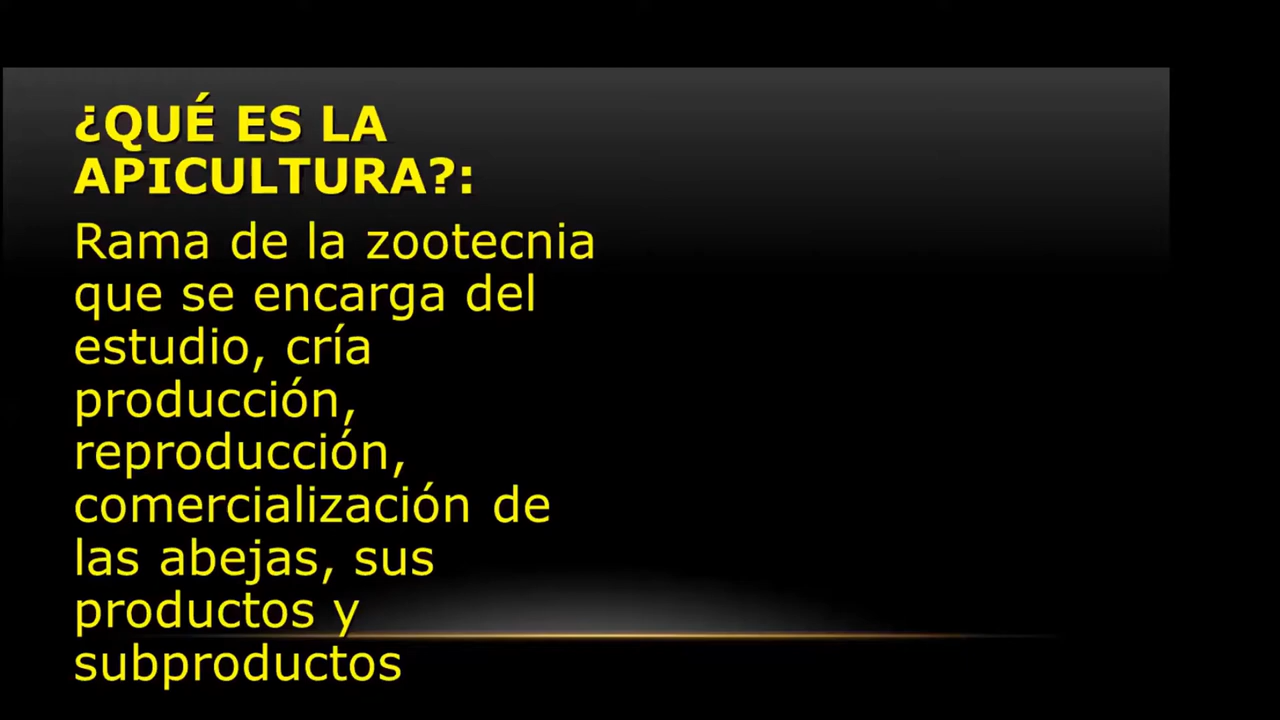 ¿QUÉ ES LA
APICULTURA?:
Rama de la zootecnia
que se encarga del
estudio, cría
producción,
reproducción,
comercialización de
las abejas, sus
productos y
subproductos